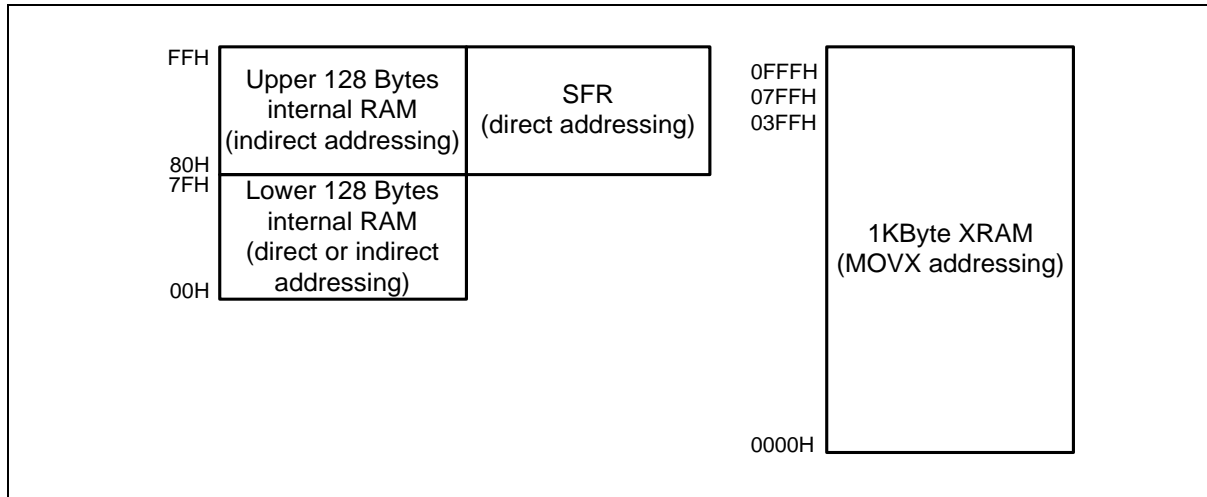 FFH
Upper 128 Bytes
internal RAM
(indirect addressing)
80H
7FH
Lower 128 Bytes
internal RAM
(direct or indirect
addressing)
00H
SFR
(direct addressing)
0FFFH
07FFH
03FFH
1KByte XRAM
(MOVX addressing)
0000H